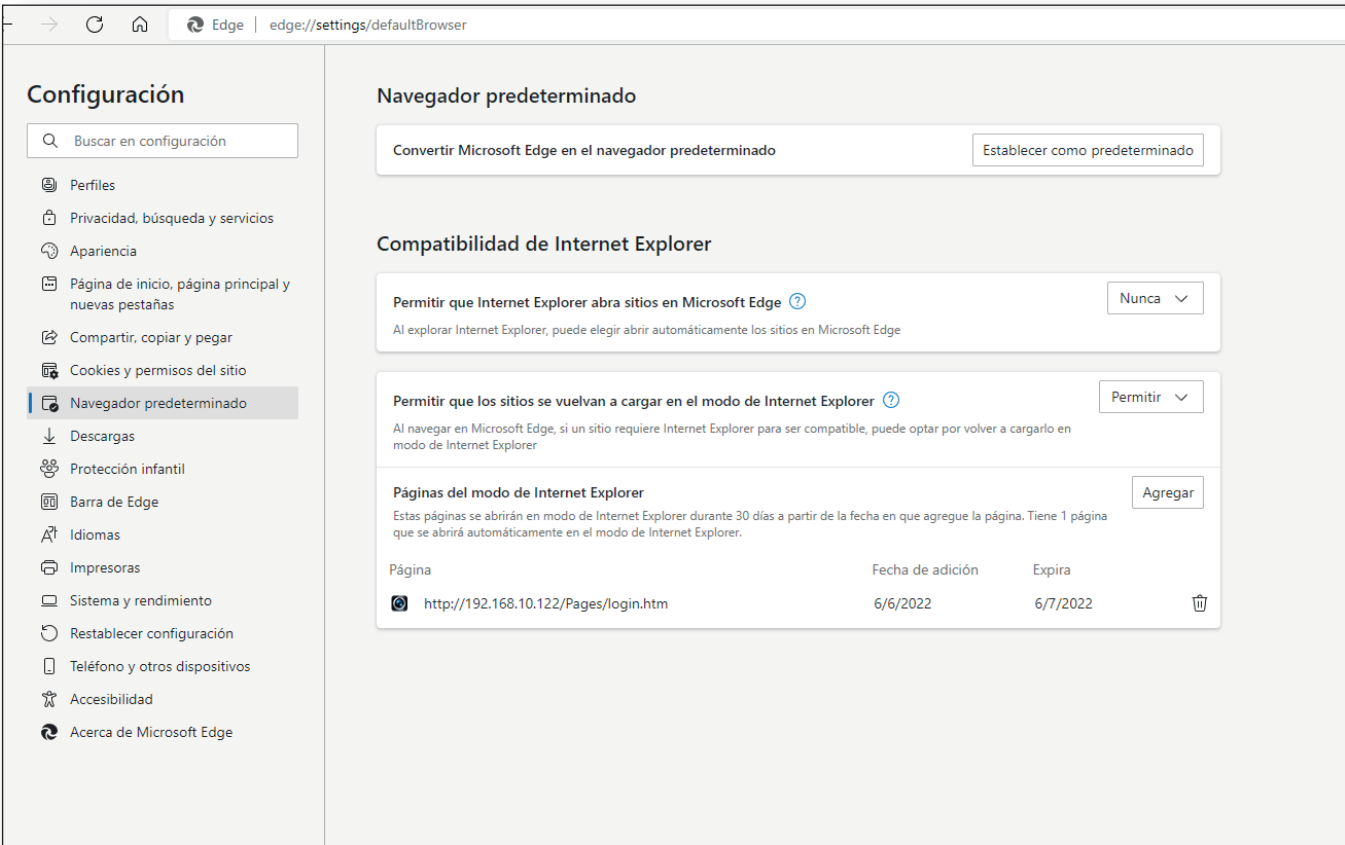 Edge
edge://settings/defaultBrowser
Configuración
Buscar en configuración
Perfiles
Privacidad, búsqueda y servicios
Apariencia
Página de inicio, página principal y
nuevas pestañas
Compartir, copiar y pegar
Cookies y permisos del sitio
Navegador predeterminado
Descargas
Protección infantil
Barra de Edge
Idiomas
Impresoras
Sistema y rendimiento
Restablecer configuración
Teléfono y otros dispositivos
Accesibilidad
Acerca de Microsoft Edge
Navegador predeterminado
Convertir Microsoft Edge en el navegador predeterminado
Establecer como predeterminado
Compatibilidad de Internet Explorer
Permitir que Internet Explorer abra sitios en Microsoft Edge
Nunca
Al explorar Internet Explorer, puede elegir abrir automáticamente los sitios en Microsoft Edge
Permitir que los sitios se vuelvan a cargar en el modo de Internet Explorer
Permitir
Al navegar en Microsoft Edge, si un sitio requiere Internet Explorer para ser compatible, puede optar por volver a cargarlo en
modo de Internet Explorer
Páginas del modo de Internet Explorer
Agregar
Estas páginas se abrirán en modo de Internet Explorer durante 30 días a partir de la fecha en que agregue la página. Tiene 1 página
que se abrirá automáticamente en el modo de Internet Explorer.
Página Fecha de adición Expira
http://192.168.10.122/Pages/login.htm 6/6/2022 6/7/2022